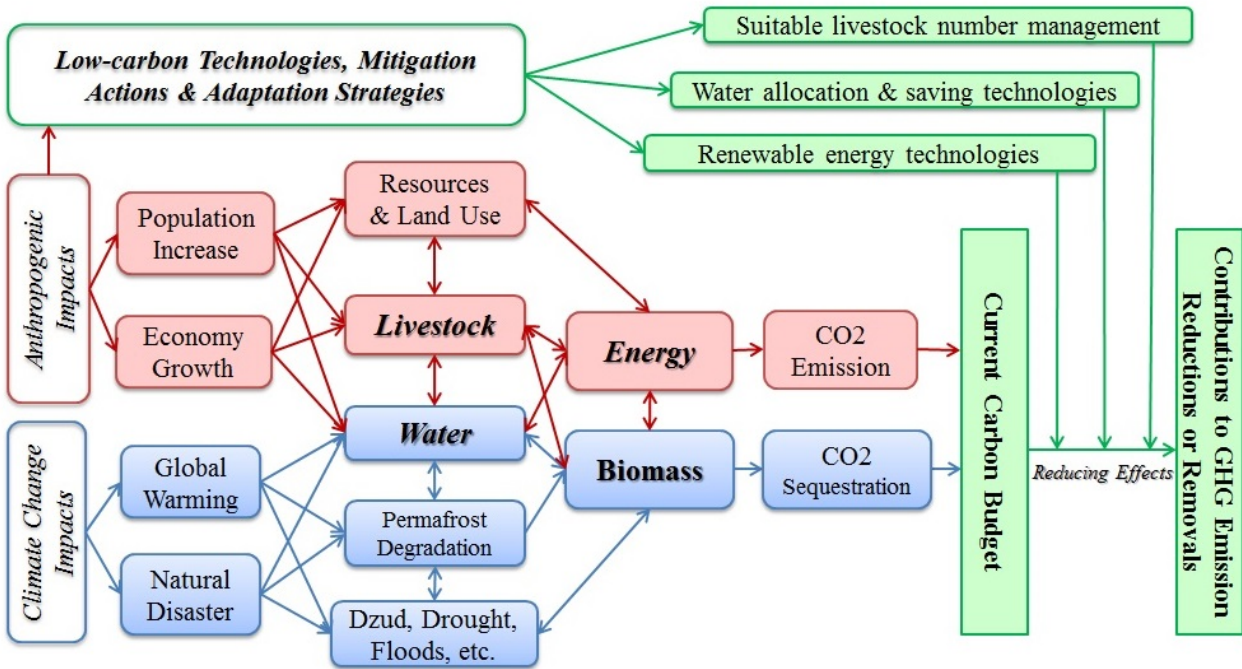 Low-carbon Technologies, Mitigation
Actions & Adaptation Strategies
Suitable livestock number management
Water allocation & saving technologies
Renewable energy technologies
Anthropogenic
Impacts
Population
Increase
Economy
Growth
Resources
& Land Use
Livestock
Water
Energy
CO2
Emission
Climate Change
Impacts
Global
Warming
Natural
Disaster
Permafrost
Degradation
Dzud, Drought,
Floods, etc.
Biomass
CO2
Sequestration
Current Carbon Budget
Reducing Effects
Contributions to GHG Emission
Reductions or Removals